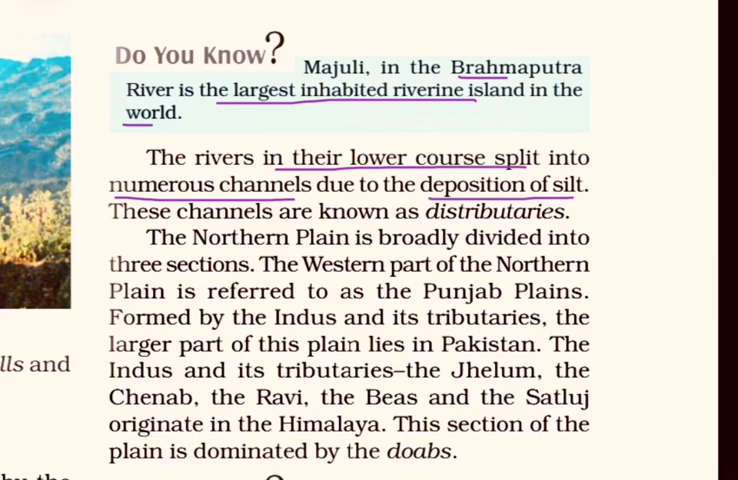 Do You Know?
Majuli, in the Brahmaputra
River is the largest inhabited riverine island in the
world.
The rivers in their lower course split into
numerous channels due to the deposition of silt.
These channels are known as distributaries.
The Northern Plain is broadly divided into
three sections. The Western part of the Northern
Plain is referred to as the Punjab Plains.
Formed by the Indus and its tributaries, the
larger part of this plain lies in Pakistan. The
Indus and its tributaries–the Jhelum, the
lls and
Chenab, the Ravi, the Beas and the Satluj
originate in the Himalaya. This section of the
plain is dominated by the doabs.
by the